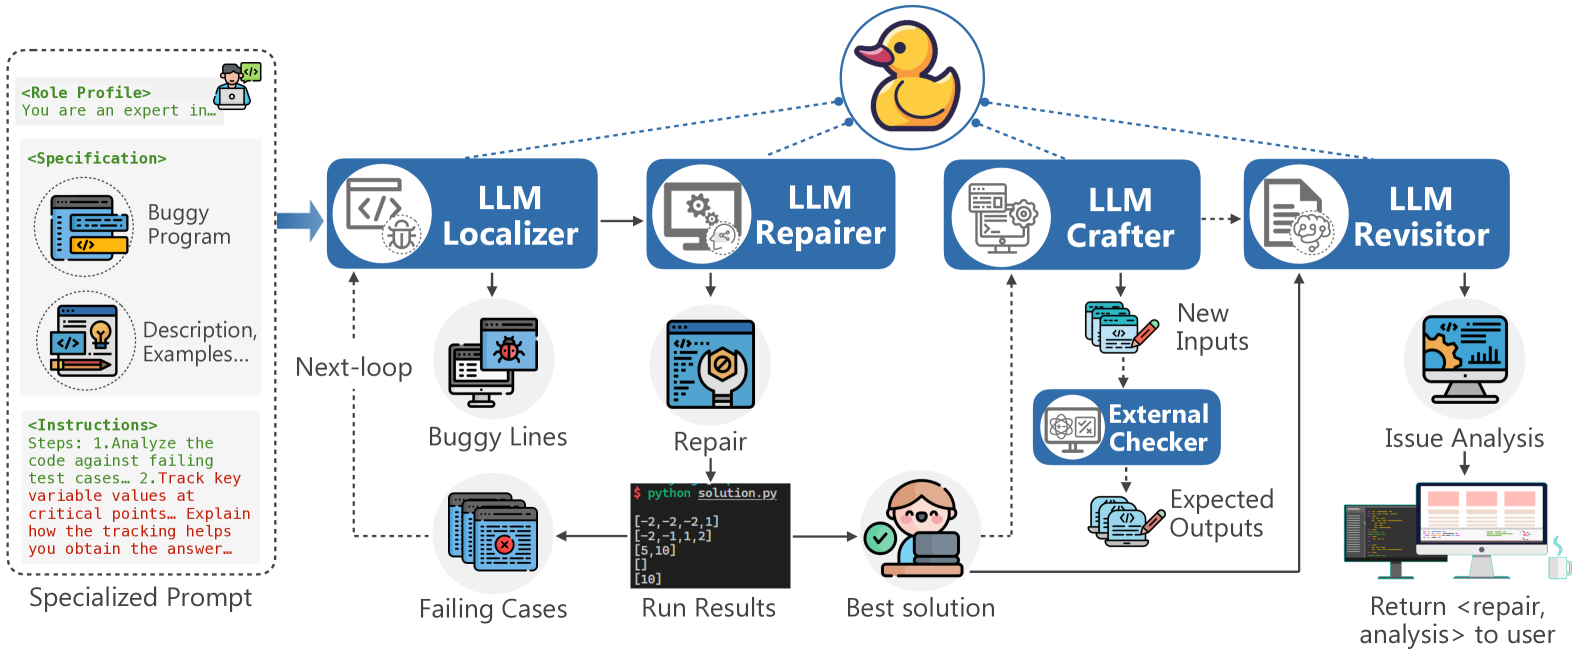 <Role Profile>
You are an expert in…
<Specification>
Buggy
Program
Description,
Examples…
<Instructions>
Steps: 1.Analyze the
code against failing
test cases… 2.Track key
variable values at
critical points… Explain
how the tracking helps
you obtain the answer…
Specialized Prompt
LLM
Localizer
Buggy Lines
Next-loop
Failing Cases
LLM
Repairer
Repair
$ python solution.py
[-2,-2,-2,1]
[-2,-1,1,2]
[5,10]
[]
[10]
Run Results
Best solution
LLM
Crafter
New
Inputs
External
Checker
Expected
Outputs
LLM
Revisitor
Issue Analysis
Return <repair,
analysis> to user